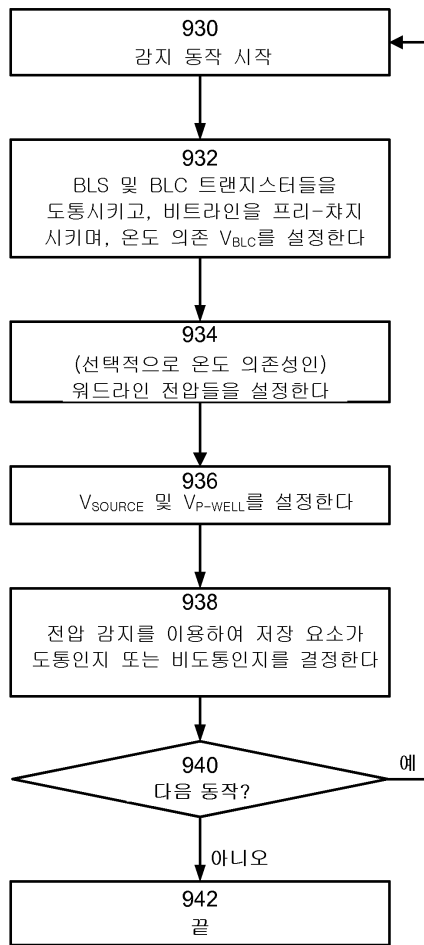 930
감지 동작 시작
932
BLS 및 BLC 트랜지스터들을
도통시키고, 비트라인을 프리-챠지
시키며, 온도 의존 VBLC를 설정한다
934
(선택적으로 온도 의존성인)
워드라인 전압들을 설정한다
936
VSOURCE 및 VP-WELL를 설정한다
938
전압 감지를 이용하여 저장 요소가
도통인지 또는 비도통인지를 결정한다
940
다음 동작?
예
아니오
942
끝